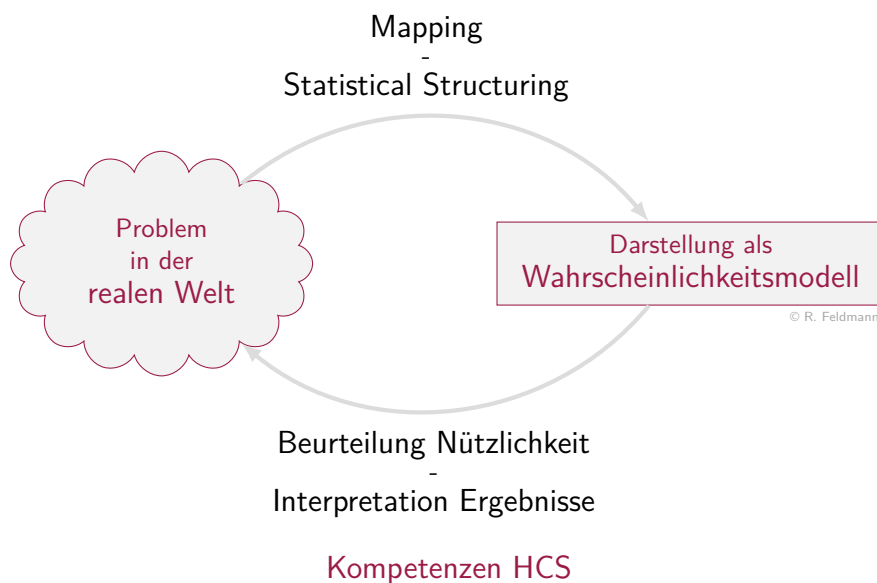 Mapping
-
Statistical Structuring
Problem
in der
realen Welt
Darstellung als
Wahrscheinlichkeitsmodell
© R. Feldmann
Beurteilung Nützlichkeit
-
Interpretation Ergebnisse
Kompetenzen HCS